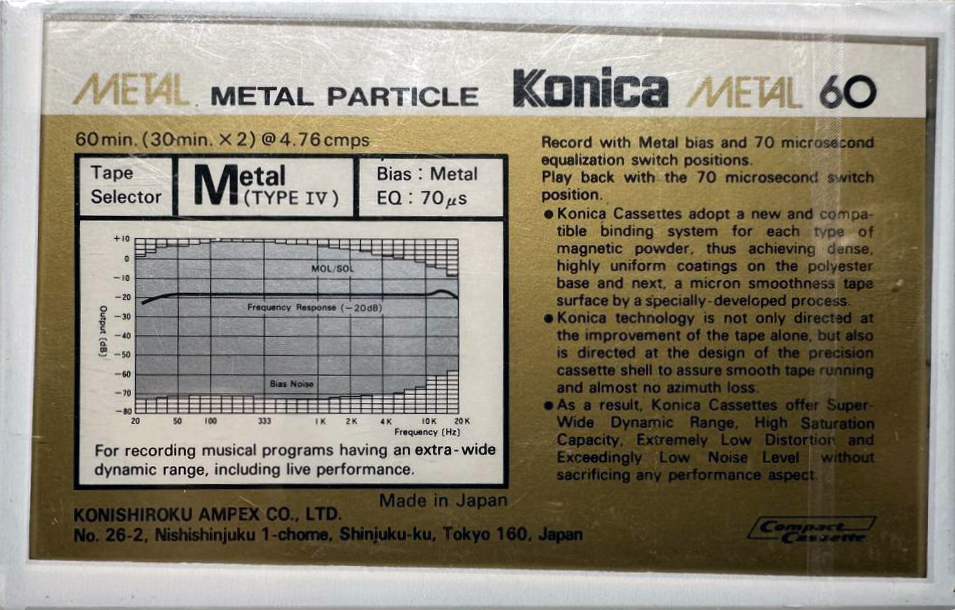 METAL METAL PARTICLE Konica METAL 60
60min. (30min. × 2) @ 4.76 cmps
Tape
Selector
Metal
(TYPE IV)
Bias : Metal
EQ : 70μs
+10
0
−10
−20
−30
−40
−50
−60
−70
−80
Output (dB)
MOL/SOL
Frequency Response (−20dB)
Bias Noise
20 50 100 333 1K 2K 4K 10K 20K
Frequency (Hz)
For recording musical programs having an extra-wide
dynamic range, including live performance.
Made in Japan
KONISHIROKU AMPEX CO., LTD.
No. 26-2, Nishishinjuku 1-chome, Shinjuku-ku, Tokyo 160, Japan
Record with Metal bias and 70 microsecond
equalization switch positions.
Play back with the 70 microsecond switch
position.
● Konica Cassettes adopt a new and compa-
tible binding system for each type of
magnetic powder, thus achieving dense,
highly uniform coatings on the polyester
base and next, a micron smoothness tape
surface by a specially-developed process.
● Konica technology is not only directed at
the improvement of the tape alone, but also
is directed at the design of the precision
cassette shell to assure smooth tape running
and almost no azimuth loss.
● As a result, Konica Cassettes offer Super-
Wide Dynamic Range, High Saturation
Capacity, Extremely Low Distortion and
Exceedingly Low Noise Level without
sacrificing any performance aspect.
Compact
Cassette